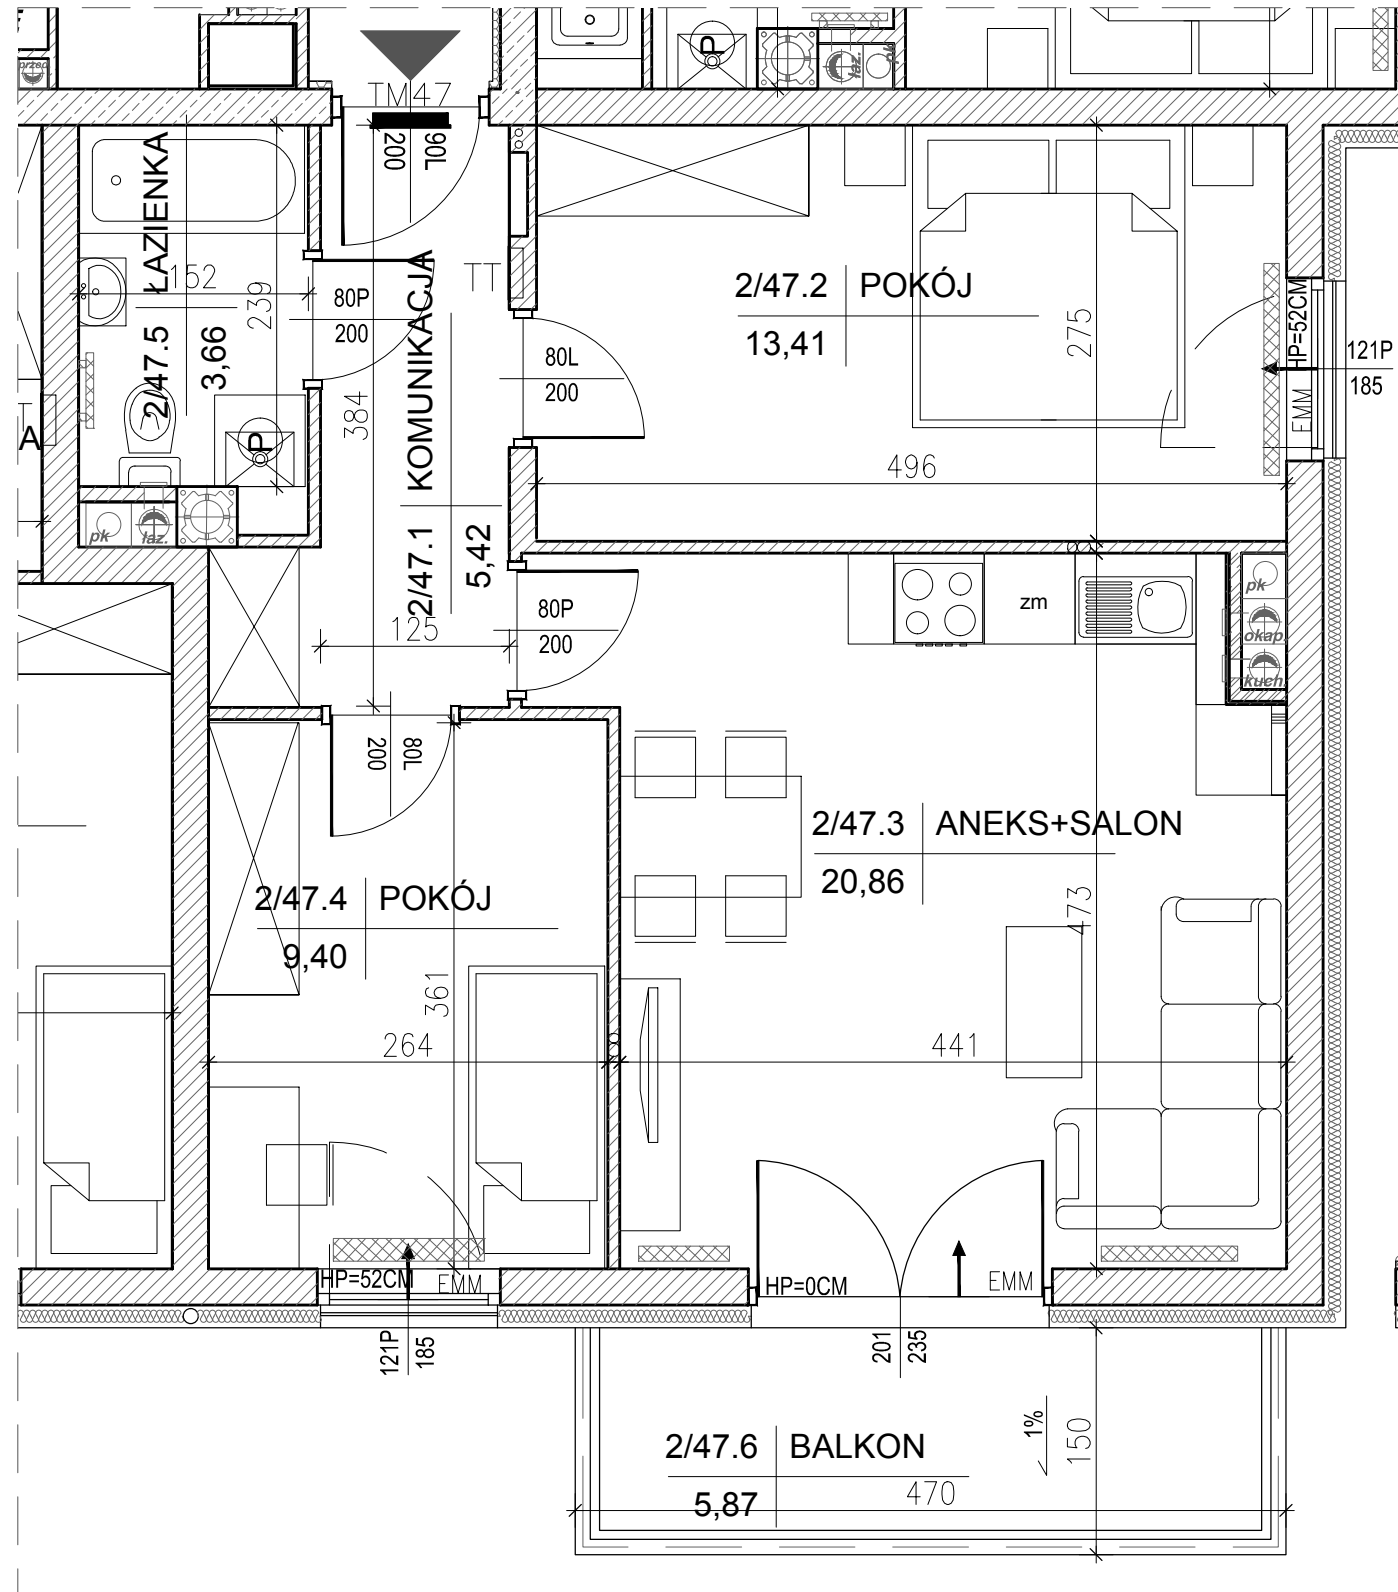 przed
P
łaz.
pk
TM47
90L
200
2/47.5 ŁAZIENKA
3,66
152
239
80P
200
TT
2/47.1 KOMUNIKACJA
5,42
384
80L
200
2/47.2 POKÓJ
13,41
275
HP=52CM
EMM
121P
185
T
A
P
496
pk
łaz.
125
80P
200
zm
pk
okap.
kuch.
200
80L
2/47.3 ANEKS+SALON
20,86
2/47.4 POKÓJ
9,40
473
361
264
441
HP=52CM
EMM
HP=0CM
EMM
121P
185
201
235
1%
150
2/47.6 BALKON
5,87
470